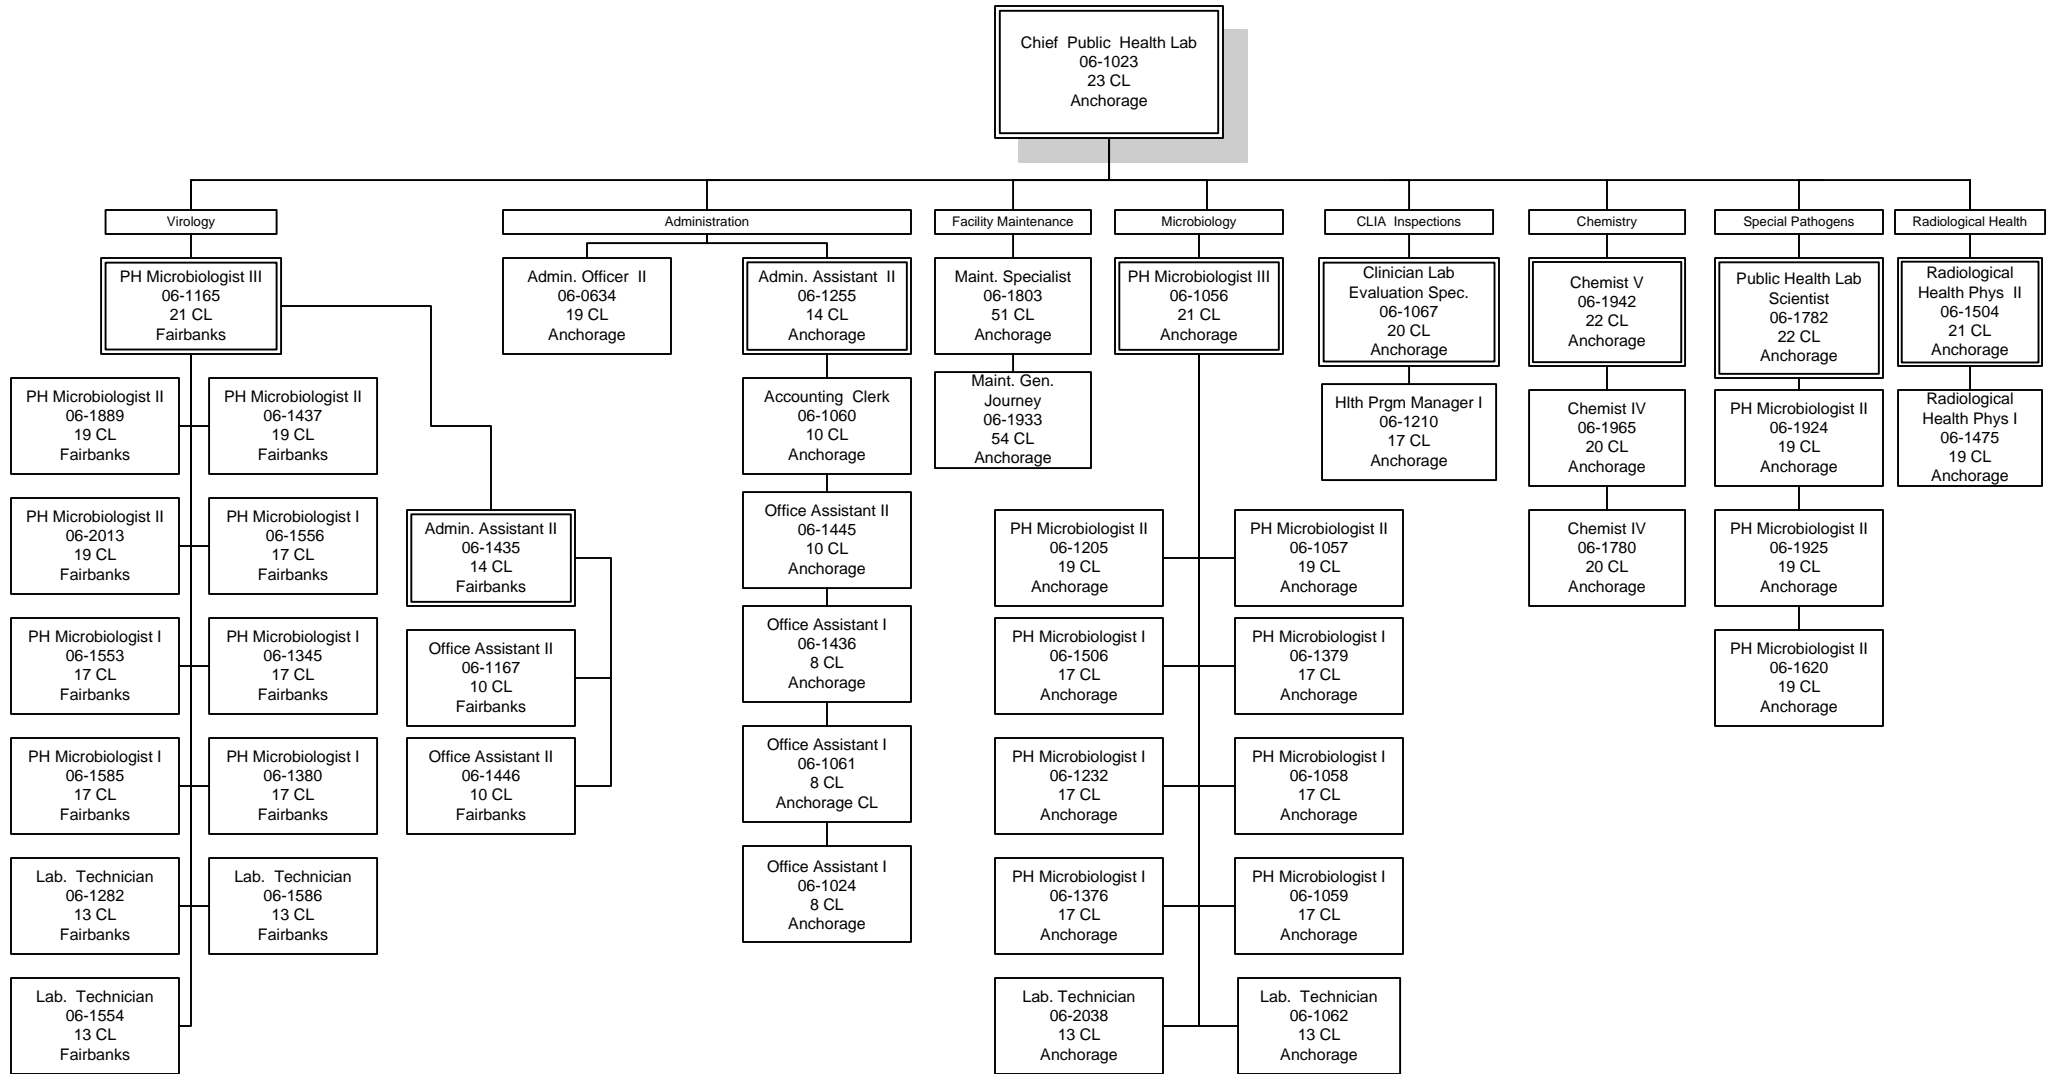 Chief Public Health Lab
06-1023
23 CL
Anchorage
Virology
Administration
Facility Maintenance
Microbiology
CLIA Inspections
Chemistry
Special Pathogens
Radiological Health
PH Microbiologist III
06-1165
21 CL
Fairbanks
PH Microbiologist II
06-1889
19 CL
Fairbanks
PH Microbiologist II
06-1437
19 CL
Fairbanks
PH Microbiologist II
06-2013
19 CL
Fairbanks
PH Microbiologist I
06-1556
17 CL
Fairbanks
PH Microbiologist I
06-1553
17 CL
Fairbanks
PH Microbiologist I
06-1345
17 CL
Fairbanks
PH Microbiologist I
06-1585
17 CL
Fairbanks
PH Microbiologist I
06-1380
17 CL
Fairbanks
Lab. Technician
06-1282
13 CL
Fairbanks
Lab. Technician
06-1586
13 CL
Fairbanks
Lab. Technician
06-1554
13 CL
Fairbanks
Admin. Assistant II
06-1435
14 CL
Fairbanks
Office Assistant II
06-1167
10 CL
Fairbanks
Office Assistant II
06-1446
10 CL
Fairbanks
Admin. Officer II
06-0634
19 CL
Anchorage
Admin. Assistant II
06-1255
14 CL
Anchorage
Accounting Clerk
06-1060
10 CL
Anchorage
Office Assistant II
06-1445
10 CL
Anchorage
Office Assistant I
06-1436
8 CL
Anchorage
Office Assistant I
06-1061
8 CL
Anchorage CL
Office Assistant I
06-1024
8 CL
Anchorage
Maint. Specialist
06-1803
51 CL
Anchorage
Maint. Gen.
Journey
06-1933
54 CL
Anchorage
PH Microbiologist III
06-1056
21 CL
Anchorage
PH Microbiologist II
06-1205
19 CL
Anchorage
PH Microbiologist II
06-1057
19 CL
Anchorage
PH Microbiologist I
06-1506
17 CL
Anchorage
PH Microbiologist I
06-1379
17 CL
Anchorage
PH Microbiologist I
06-1232
17 CL
Anchorage
PH Microbiologist I
06-1058
17 CL
Anchorage
PH Microbiologist I
06-1376
17 CL
Anchorage
PH Microbiologist I
06-1059
17 CL
Anchorage
Lab. Technician
06-2038
13 CL
Anchorage
Lab. Technician
06-1062
13 CL
Anchorage
Clinician Lab
Evaluation Spec.
06-1067
20 CL
Anchorage
Hlth Prgm Manager I
06-1210
17 CL
Anchorage
Chemist V
06-1942
22 CL
Anchorage
Chemist IV
06-1965
20 CL
Anchorage
Chemist IV
06-1780
20 CL
Anchorage
Public Health Lab
Scientist
06-1782
22 CL
Anchorage
PH Microbiologist II
06-1924
19 CL
Anchorage
PH Microbiologist II
06-1925
19 CL
Anchorage
PH Microbiologist II
06-1620
19 CL
Anchorage
Radiological
Health Phys II
06-1504
21 CL
Anchorage
Radiological
Health Phys I
06-1475
19 CL
Anchorage